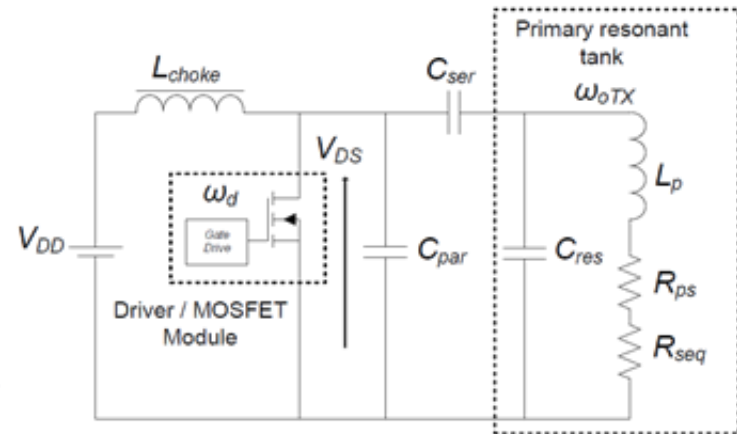 Primary resonant
tank
L_choke
C_ser
ω_oTX
V_DS
L_p
ω_d
V_DD
Gate
Drive
C_par
C_res
R_ps
Driver / MOSFET
Module
R_seq